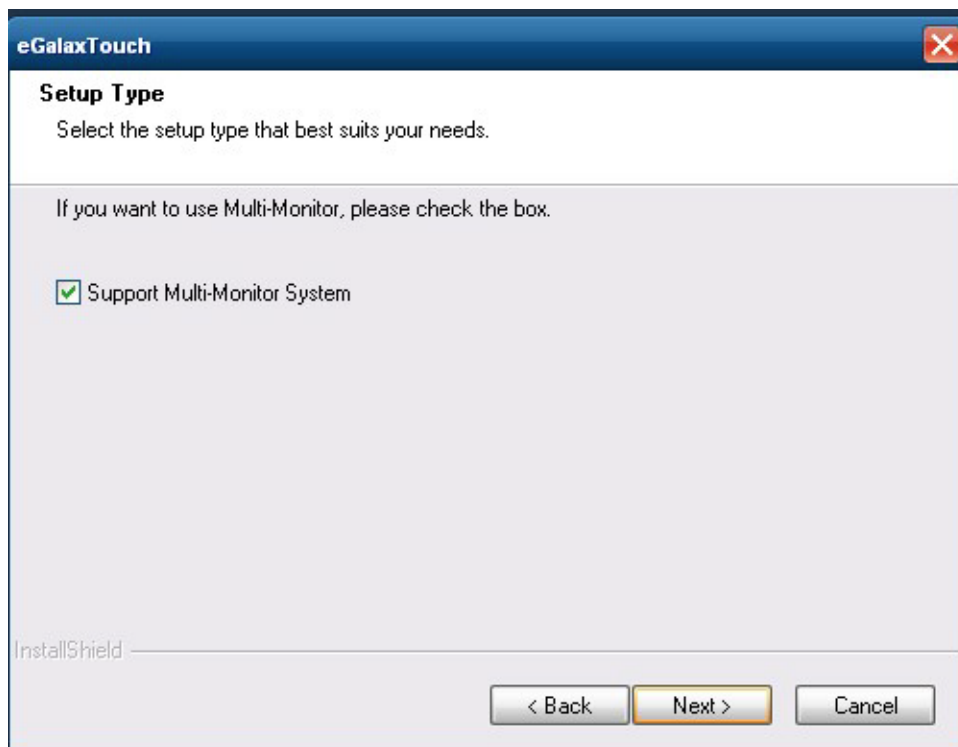 eGalaxTouch
Setup Type
Select the setup type that best suits your needs.
If you want to use Multi-Monitor, please check the box.
Support Multi-Monitor System
InstallShield
< Back
Next >
Cancel